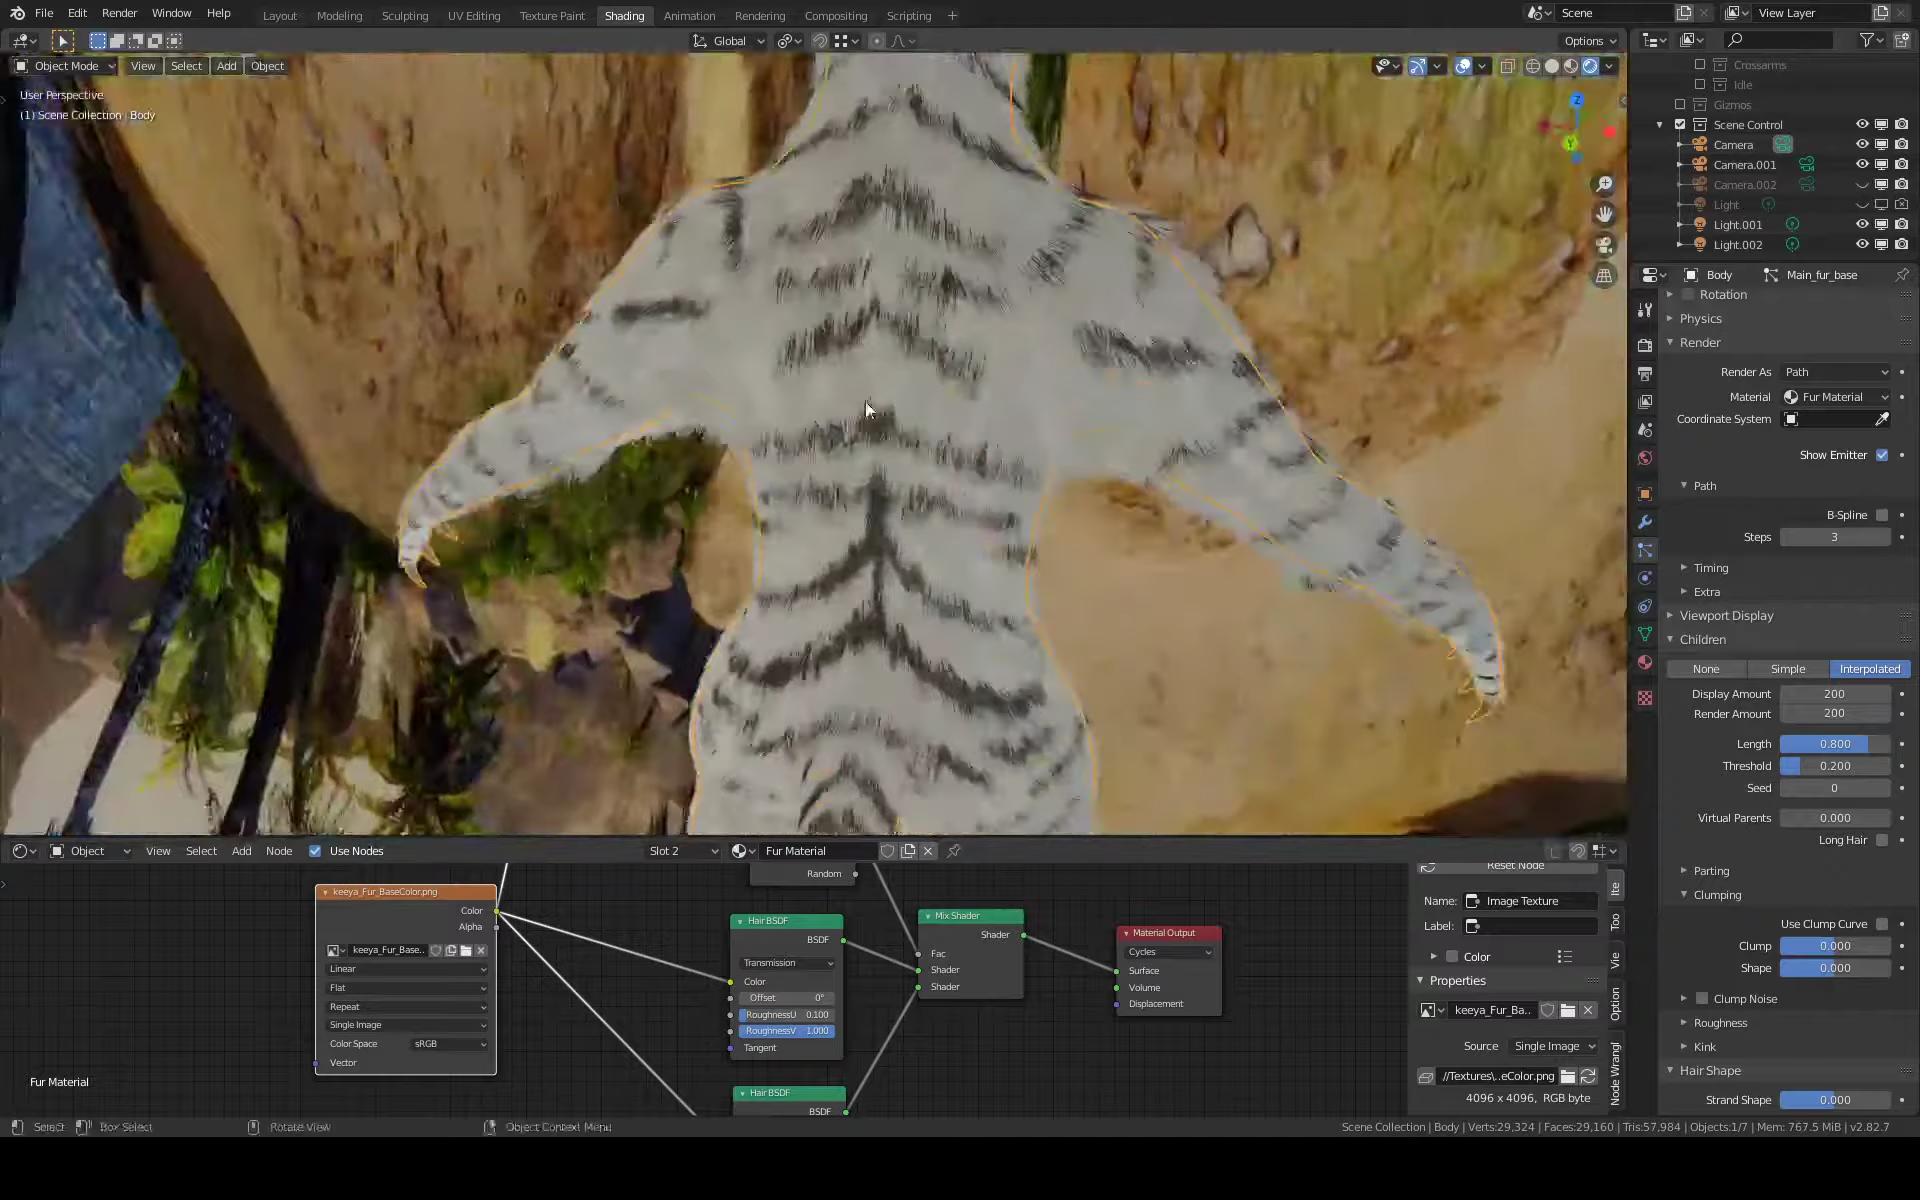 File Edit Render Window Help
Layout Modeling Sculpting UV Editing Texture Paint Shading Animation Rendering Compositing Scripting +
Scene View Layer
Global Options
Object Mode View Select Add Object
User Perspective
(1) Scene Collection | Body
Z
Y
Crossarms
Idle
Gizmos
Scene Control
Camera
Camera.001
Camera.002
Light
Light.001
Light.002
Body Main_fur_base
Rotation
Physics
Render
Render As Path
Material Fur Material
Coordinate System
Show Emitter
Path
B-Spline
Steps 3
Timing
Extra
Viewport Display
Children
None Simple Interpolated
Display Amount 200
Render Amount 200
Length 0.800
Threshold 0.200
Seed 0
Virtual Parents 0.000
Long Hair
Parting
Clumping
Use Clump Curve
Clump 0.000
Shape 0.000
Clump Noise
Roughness
Kink
Hair Shape
Strand Shape 0.000
Object View Select Add Node Use Nodes Slot 2 Fur Material
keeya_Fur_BaseColor.png
Color
Alpha
keeya_Fur_Base..
Linear
Flat
Repeat
Single Image
Color Space sRGB
Vector
Random
Hair BSDF
BSDF
Transmission
Color
Offset 0°
RoughnessU 0.100
RoughnessV 1.000
Tangent
Hair BSDF
BSDF
Mix Shader
Shader
Fac
Shader
Shader
Material Output
Cycles
Surface
Volume
Displacement
Reset Node
Name: Image Texture
Label:
Color
Properties
keeya_Fur_Ba..
Source Single Image
//Textures\..eColor.png
4096 x 4096, RGB byte
Ite
Too
Vie
Option
Node Wrangl
Fur Material
Select Box Select Rotate View Object Context Menu
Scene Collection | Body | Verts:29,324 | Faces:29,160 | Tris:57,984 | Objects:1/7 | Mem: 767.5 MiB | v2.82.7